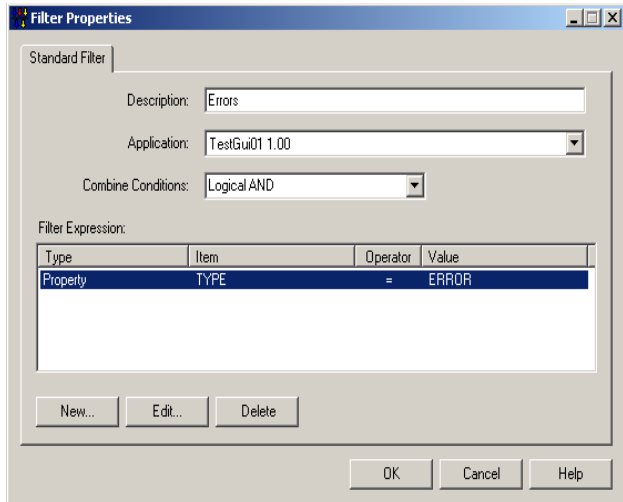 Filter Properties
Standard Filter
Description: Errors
Application: TestGui01 1.00
Combine Conditions: Logical AND
Filter Expression:
Type Item Operator Value
Property TYPE = ERROR
New... Edit... Delete
OK Cancel Help